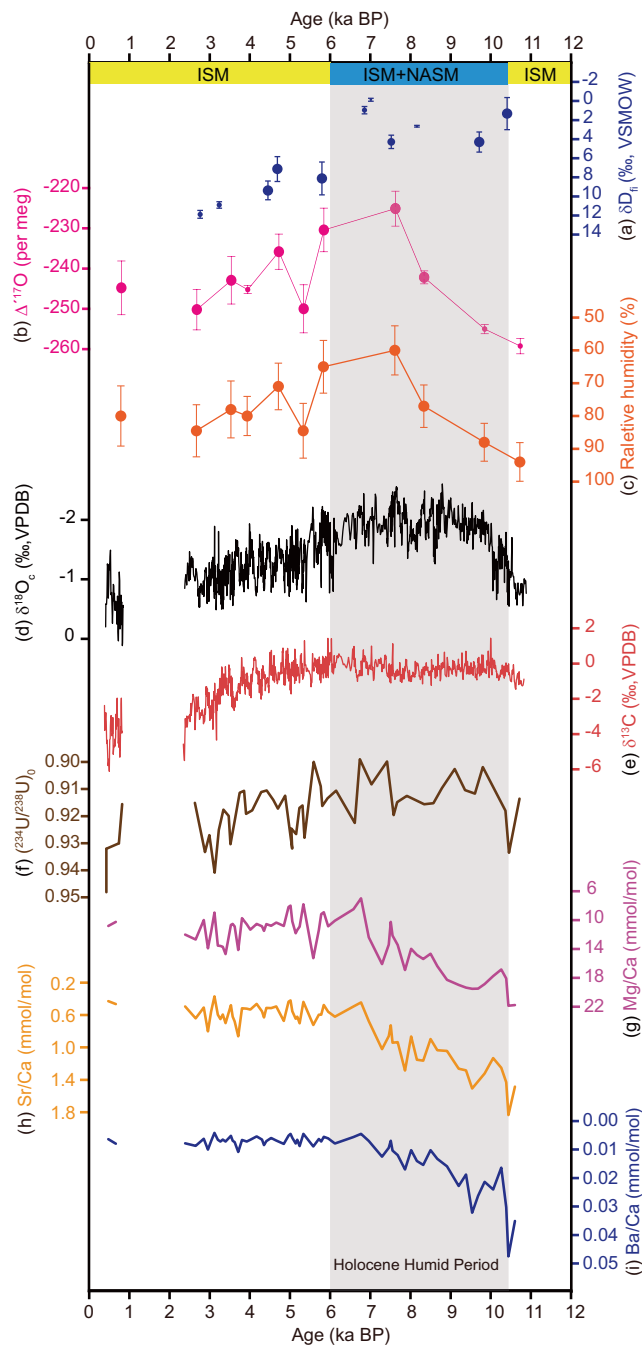 Age (ka BP)
0 1 2 3 4 5 6 7 8 9 10 11 12
ISM
ISM+NASM
ISM
-2
0
2
4
6
8
10
12
14
(a) δD_fi (‰, VSMOW)
-220
-230
-240
-250
-260
(b) Δ'¹⁷O (per meg)
50
60
70
80
90
100
(c) Raletive humidity (%)
-2
-1
0
(d) δ¹⁸O_c (‰,VPDB)
2
0
-2
-4
-6
(e) δ¹³C (‰,VPDB)
0.90
0.91
0.92
0.93
0.94
0.95
(f) (²³⁴U/²³⁸U)₀
6
10
14
18
22
(g) Mg/Ca (mmol/mol)
0.2
0.6
1.0
1.4
1.8
(h) Sr/Ca (mmol/mol)
0.00
0.01
0.02
0.03
0.04
0.05
(i) Ba/Ca (mmol/mol)
Holocene Humid Period
0 1 2 3 4 5 6 7 8 9 10 11 12
Age (ka BP)